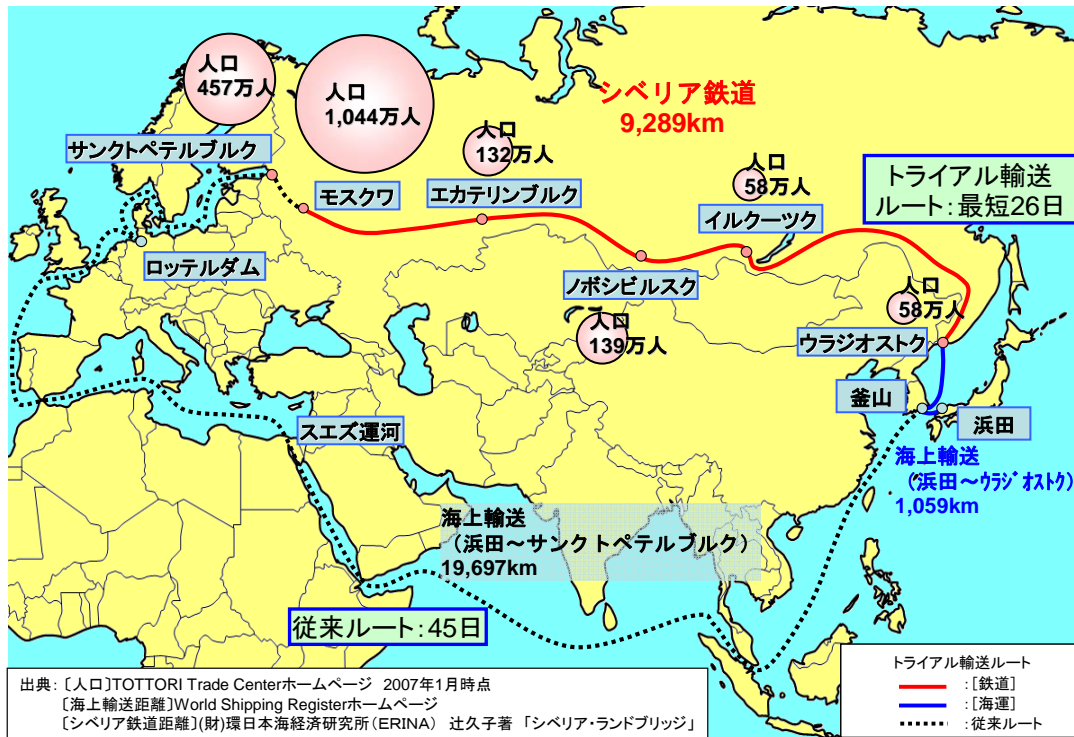 人口
457万人
人口
1,044万人
シベリア鉄道
9,289km
人口
132万人
人口
58万人
サンクトペテルブルク
トライアル輸送
ルート：最短26日
モスクワ
エカテリンブルク
イルクーツク
ロッテルダム
ノボシビルスク
人口
58万人
人口
139万人
ウラジオストク
釜山
浜田
スエズ運河
海上輸送
（浜田～ウラジオストク）
1,059km
海上輸送
（浜田～サンクトペテルブルク）
19,697km
従来ルート：45日
出典：〔人口〕TOTTORI Trade Centerホームページ 2007年1月時点
〔海上輸送距離〕World Shipping Registerホームページ
〔シベリア鉄道距離〕(財)環日本海経済研究所（ERINA） 辻久子著 「シベリア・ランドブリッジ」
トライアル輸送ルート
：［鉄道］
：［海運］
：従来ルート